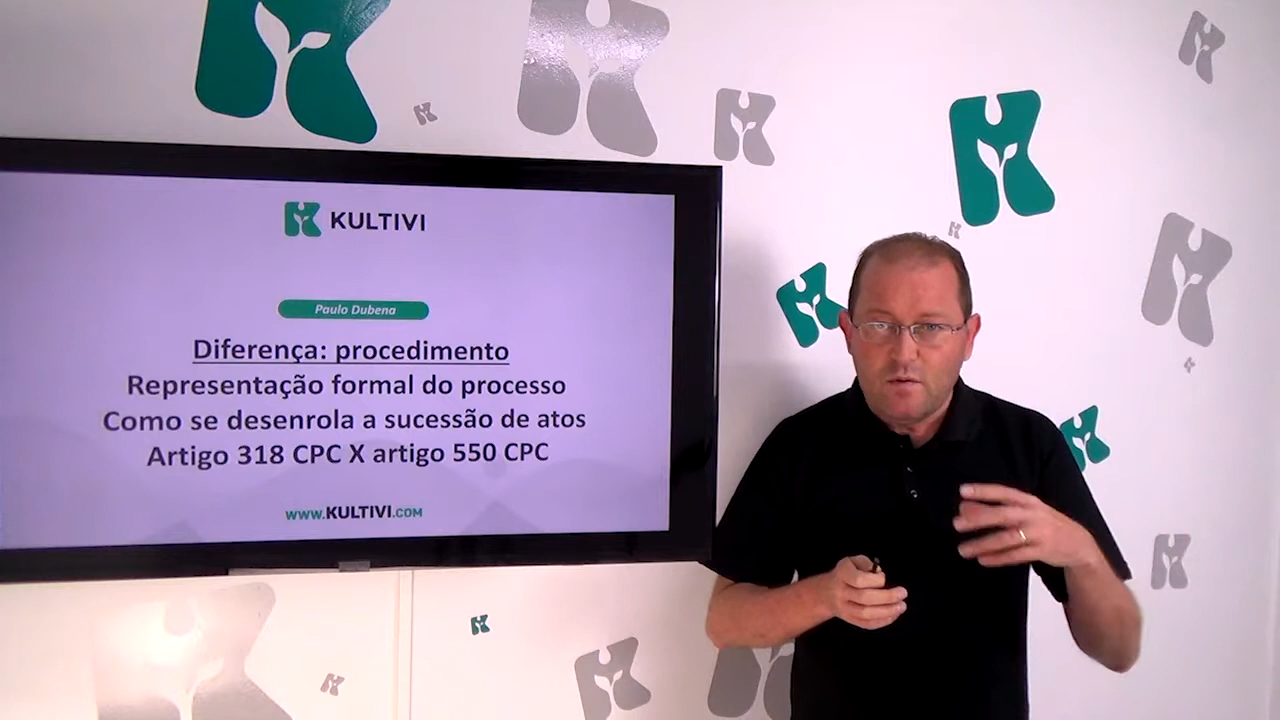 KULTIVI
Paulo Dubena
Diferença: procedimento
Representação formal do processo
Como se desenrola a sucessão de atos
Artigo 318 CPC X artigo 550 CPC
WWW.KULTIVI.COM